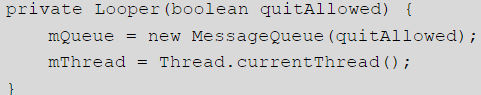 private Looper(boolean quitAllowed) {
    mQueue = new MessageQueue(quitAllowed);
    mThread = Thread.currentThread();
}